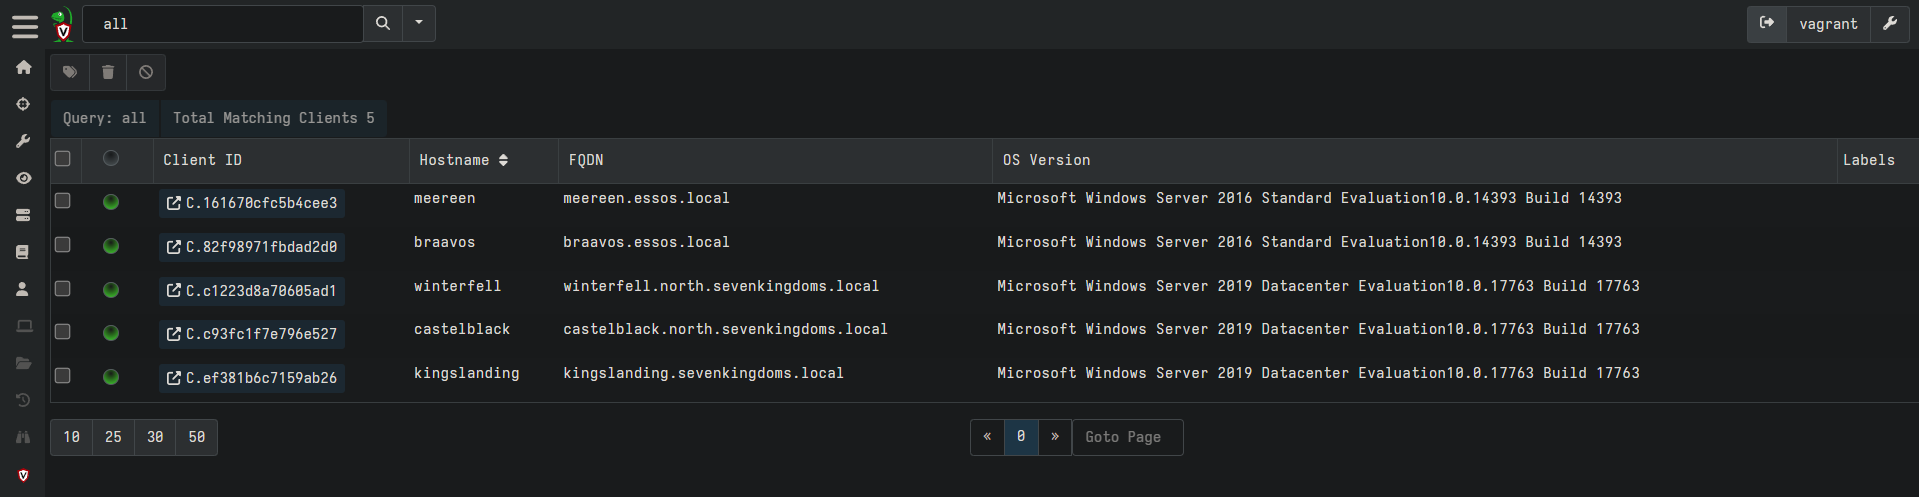 all
vagrant
Query: all Total Matching Clients 5
Client ID Hostname FQDN OS Version Labels
C.161670cfc5b4cee3 meereen meereen.essos.local Microsoft Windows Server 2016 Standard Evaluation10.0.14393 Build 14393
C.82f98971fbdad2d0 braavos braavos.essos.local Microsoft Windows Server 2016 Standard Evaluation10.0.14393 Build 14393
C.c1223d8a70605ad1 winterfell winterfell.north.sevenkingdoms.local Microsoft Windows Server 2019 Datacenter Evaluation10.0.17763 Build 17763
C.c93fc1f7e796e527 castelblack castelblack.north.sevenkingdoms.local Microsoft Windows Server 2019 Datacenter Evaluation10.0.17763 Build 17763
C.ef381b6c7159ab26 kingslanding kingslanding.sevenkingdoms.local Microsoft Windows Server 2019 Datacenter Evaluation10.0.17763 Build 17763
10 25 30 50 « 0 » Goto Page